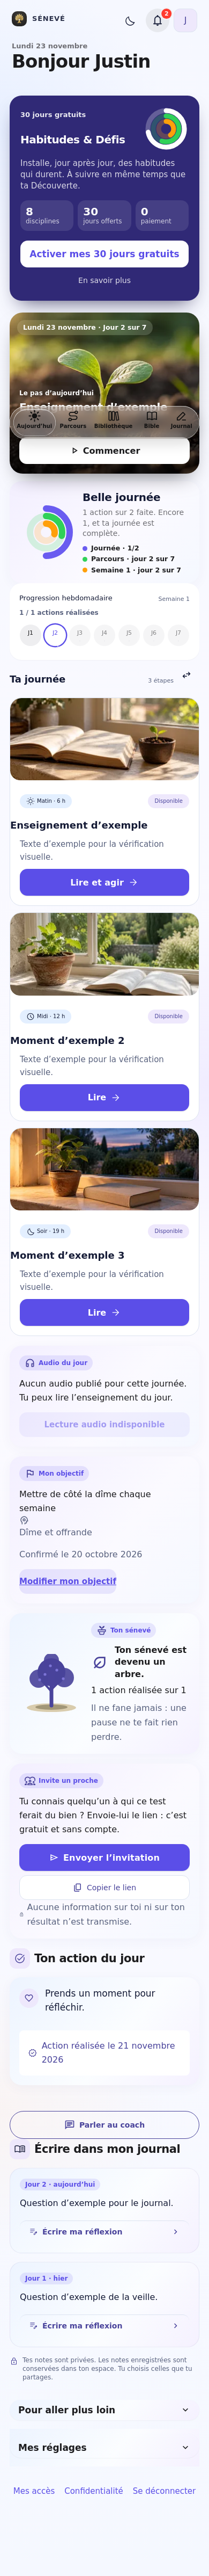 SÉNEVÉ
2
J
Lundi 23 novembre
Bonjour Justin
30 jours gratuits
Habitudes & Défis
Installe, jour après jour, des habitudes
qui durent. À suivre en même temps que
ta Découverte.
8
disciplines
30
jours offerts
0
paiement
Activer mes 30 jours gratuits
En savoir plus
Lundi 23 novembre · Jour 2 sur 7
Le pas d’aujourd’hui
Enseignement d’exemple
Aujourd’hui
Parcours
Bibliothèque
Bible
Journal
Commencer
Belle journée
1 action sur 2 faite. Encore
1, et ta journée est
complète.
Journée · 1/2
Parcours · jour 2 sur 7
Semaine 1 · jour 2 sur 7
Progression hebdomadaire
Semaine 1
1 / 1 actions réalisées
J1
J2
J3
J4
J5
J6
J7
Ta journée
3 étapes
Matin · 6 h
Disponible
Enseignement d’exemple
Texte d’exemple pour la vérification
visuelle.
Lire et agir
Midi · 12 h
Disponible
Moment d’exemple 2
Texte d’exemple pour la vérification
visuelle.
Lire
Soir · 19 h
Disponible
Moment d’exemple 3
Texte d’exemple pour la vérification
visuelle.
Lire
Audio du jour
Aucun audio publié pour cette journée.
Tu peux lire l’enseignement du jour.
Lecture audio indisponible
Mon objectif
Mettre de côté la dîme chaque
semaine
Dîme et offrande
Confirmé le 20 octobre 2026
Modifier mon objectif
Ton sénevé
Ton sénevé est
devenu un
arbre.
1 action réalisée sur 1
Il ne fane jamais : une
pause ne te fait rien
perdre.
Invite un proche
Tu connais quelqu’un à qui ce test
ferait du bien ? Envoie-lui le lien : c’est
gratuit et sans compte.
Envoyer l’invitation
Copier le lien
Aucune information sur toi ni sur ton
résultat n’est transmise.
Ton action du jour
Prends un moment pour
réfléchir.
Action réalisée le 21 novembre
2026
Parler au coach
Écrire dans mon journal
Jour 2 · aujourd’hui
Question d’exemple pour le journal.
Écrire ma réflexion
Jour 1 · hier
Question d’exemple de la veille.
Écrire ma réflexion
Tes notes sont privées. Les notes enregistrées sont
conservées dans ton espace. Tu choisis celles que tu
partages.
Pour aller plus loin
Mes réglages
Mes accès
Confidentialité
Se déconnecter